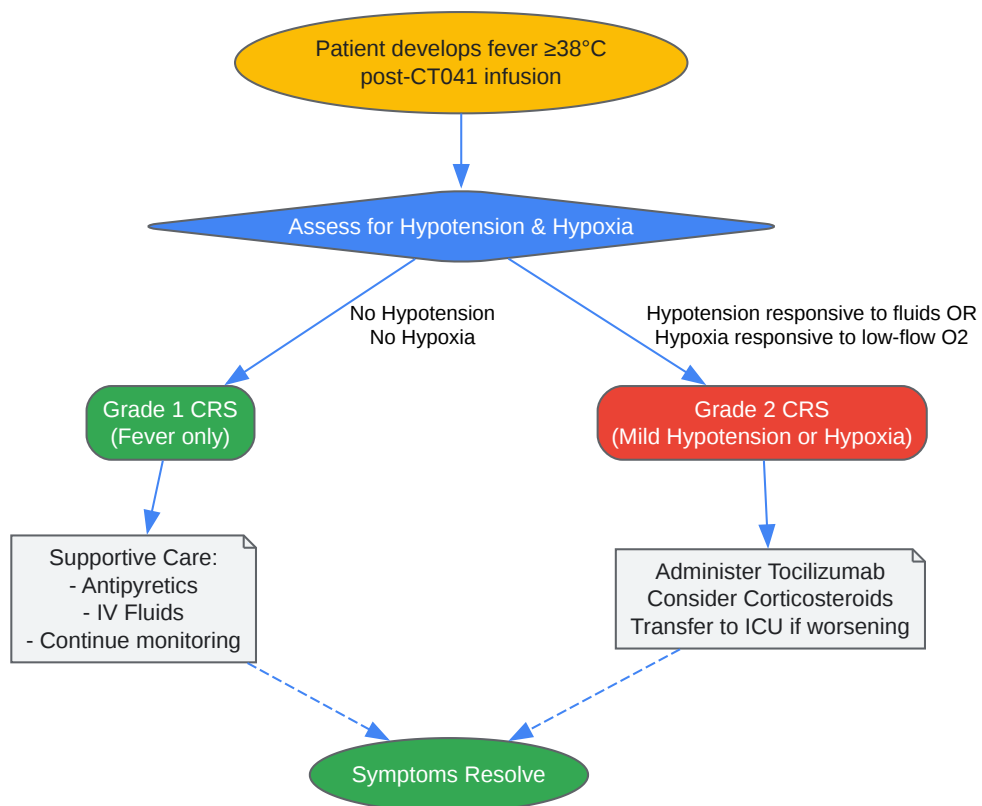 Patient develops fever ≥38°C
post-CT041 infusion
Assess for Hypotension & Hypoxia
No Hypotension
No Hypoxia
Hypotension responsive to fluids OR
Hypoxia responsive to low-flow O2
Grade 1 CRS
(Fever only)
Grade 2 CRS
(Mild Hypotension or Hypoxia)
Supportive Care:
- Antipyretics
- IV Fluids
- Continue monitoring
Administer Tocilizumab
Consider Corticosteroids
Transfer to ICU if worsening
Symptoms Resolve